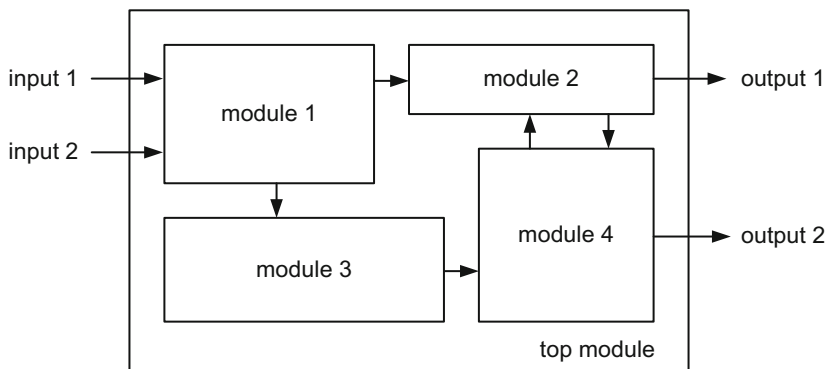 input 1
input 2
module 1
module 2
module 3
module 4
output 1
output 2
top module